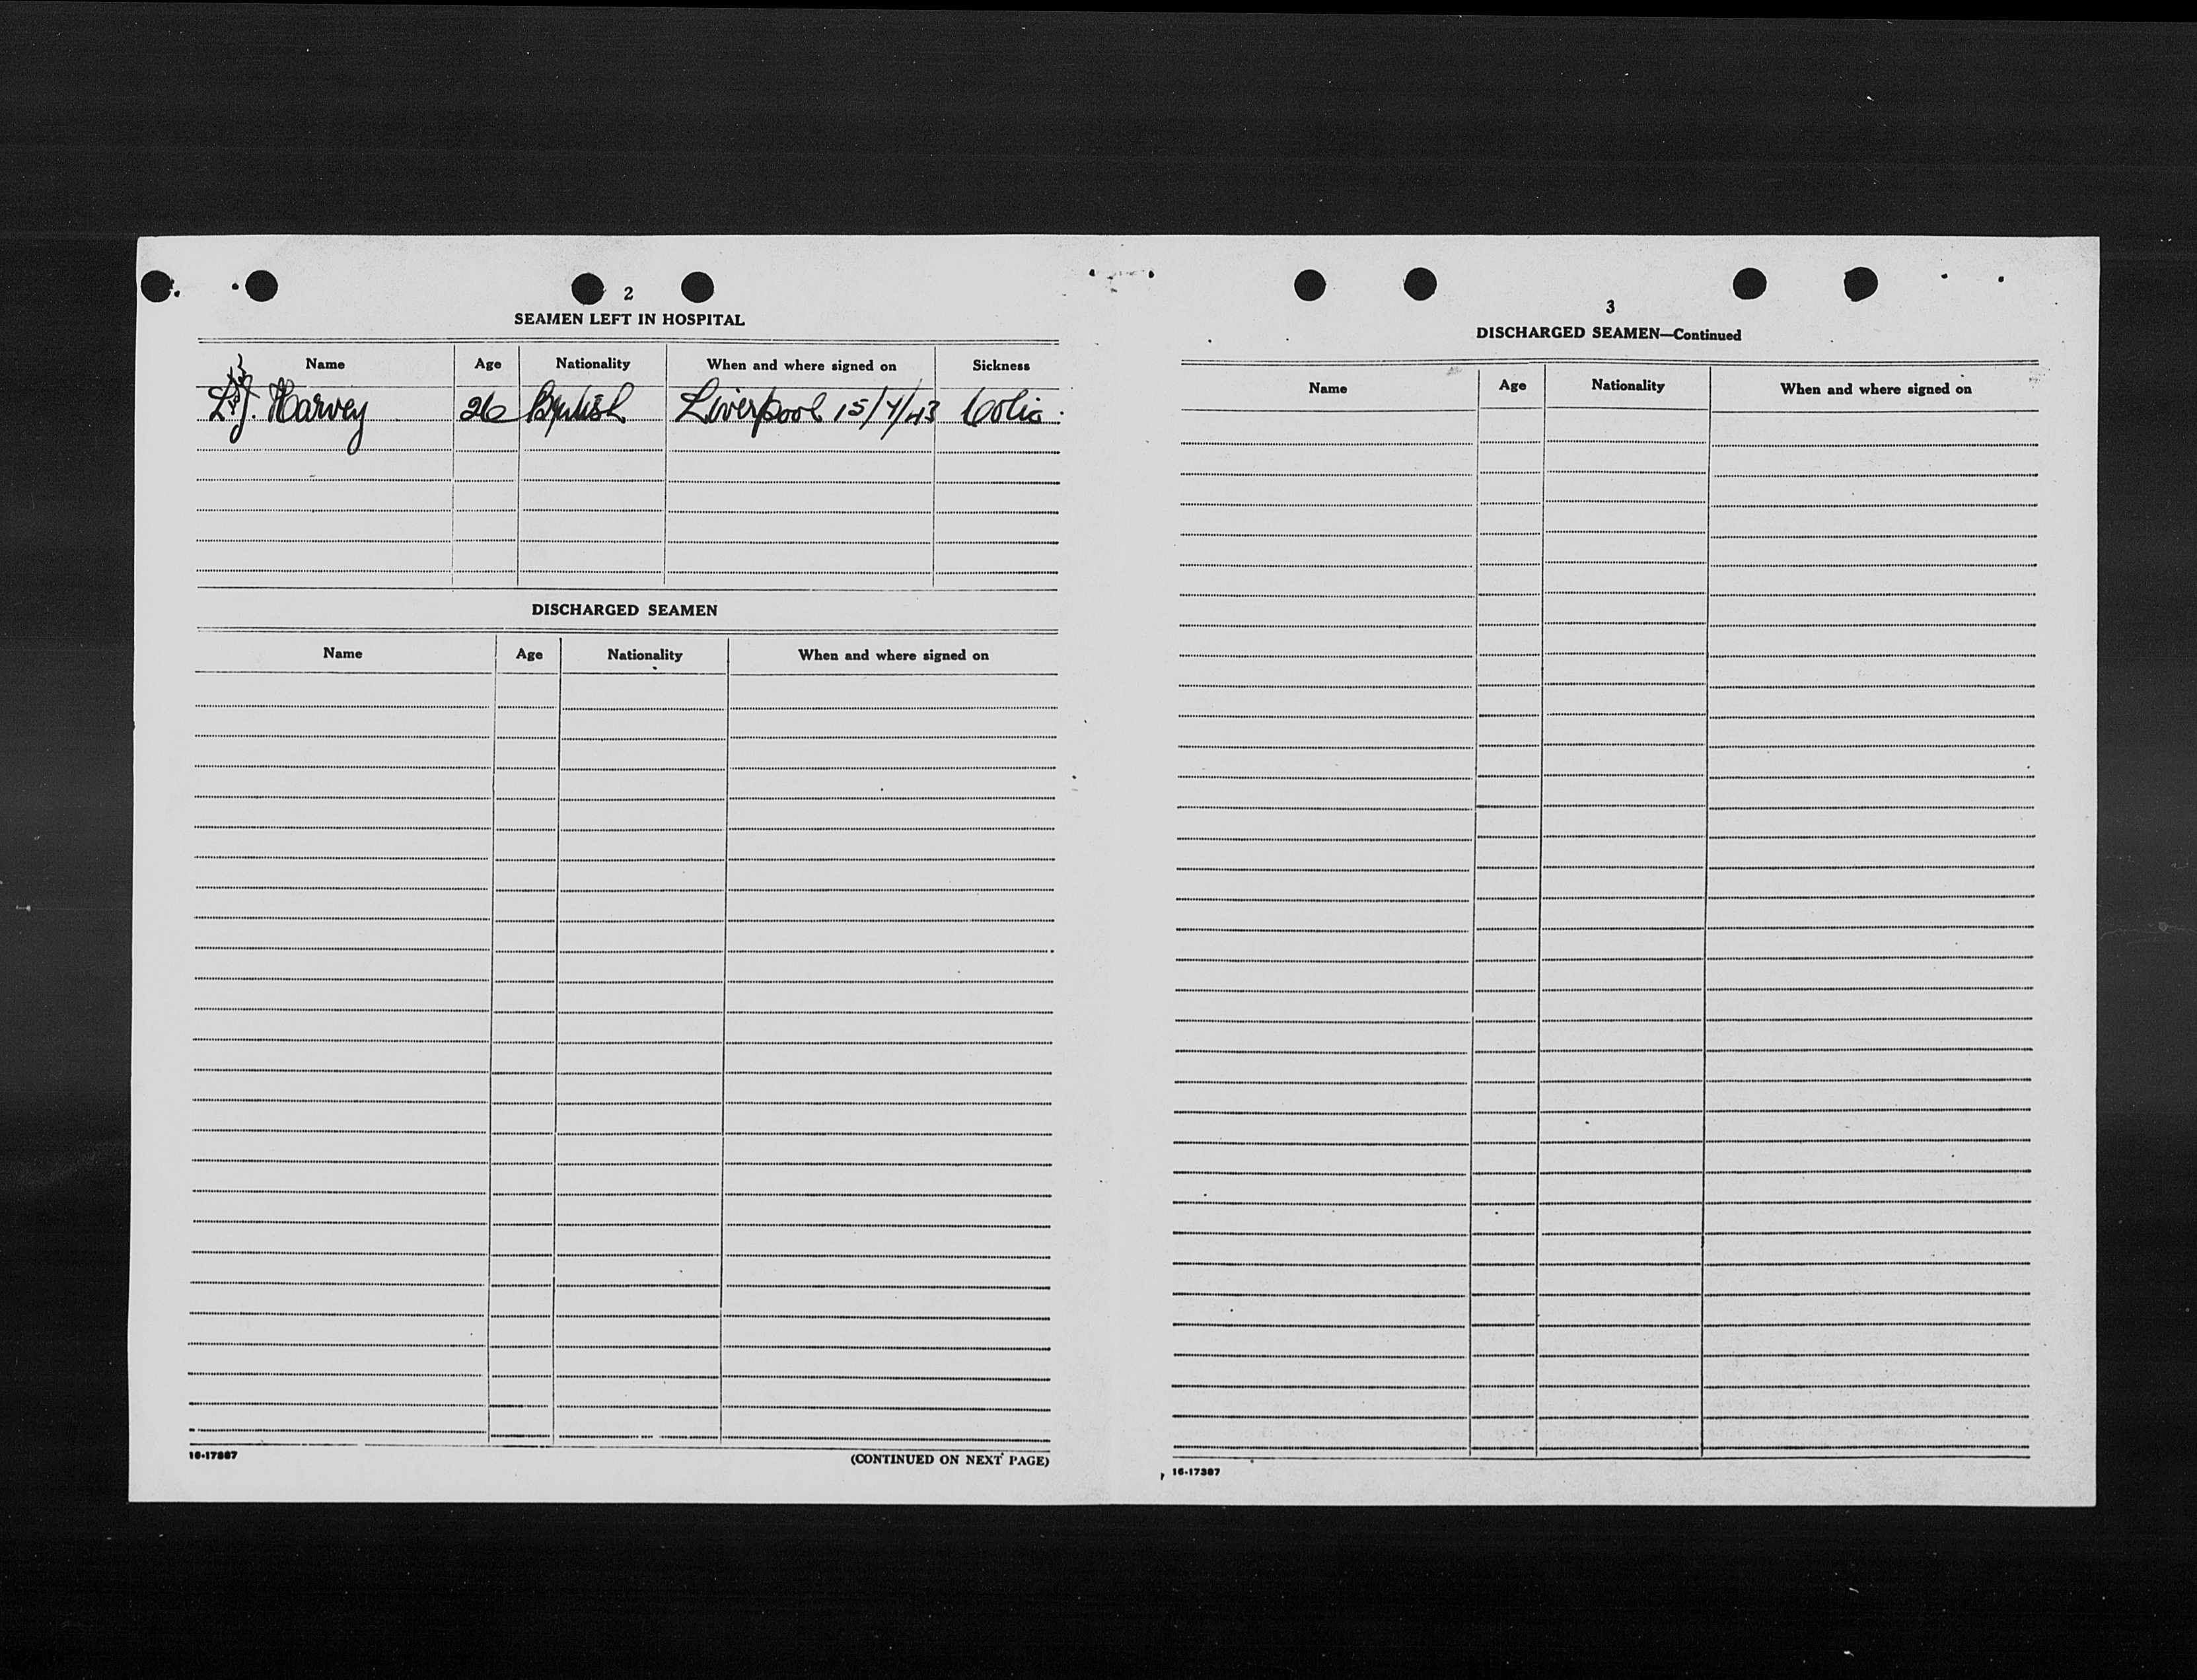 2
SEAMEN LEFT IN HOSPITAL
Name Age Nationality When and where signed on Sickness
L.J. Harvey 26 British Liverpool 15/4/43 Colic
DISCHARGED SEAMEN
Name Age Nationality When and where signed on
16-17887 (CONTINUED ON NEXT PAGE)
3
DISCHARGED SEAMEN—Continued
Name Age Nationality When and where signed on
16-17387